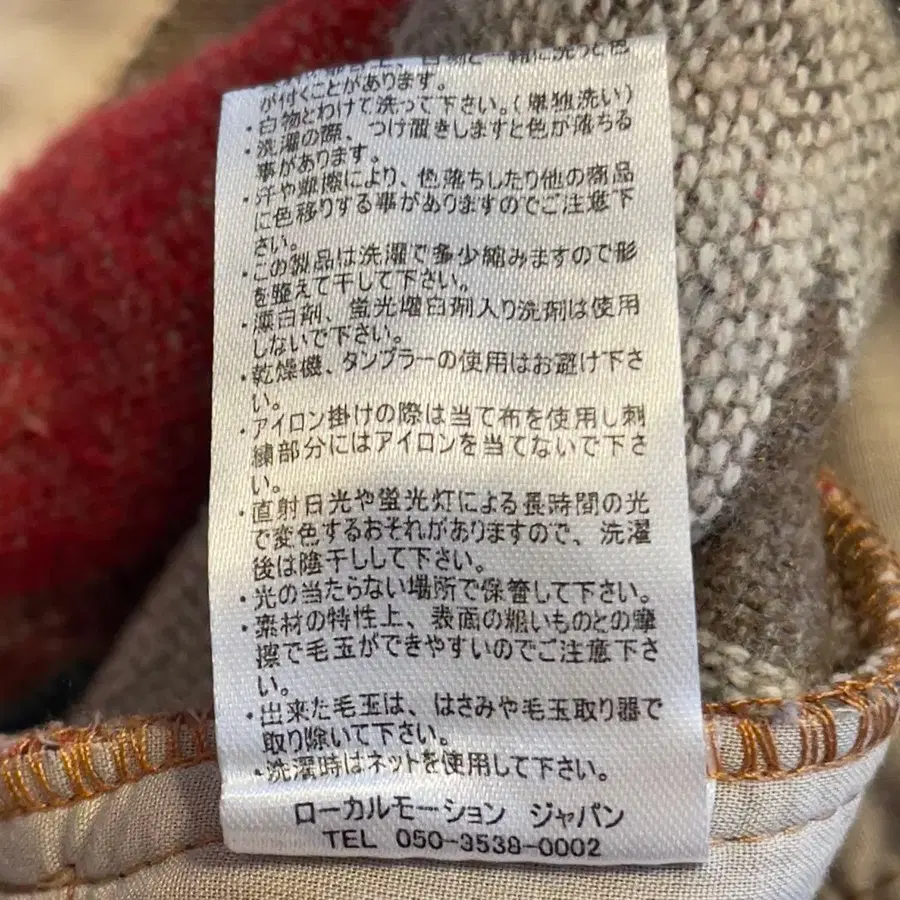 白物と一緒に洗うと色
が付くことがあります。
・白物とわけて洗って下さい。(単独洗い)
・洗濯の際、つけ置きしますと色が落ちる
事があります。
・汗や摩擦により、色落ちしたり他の商品
に色移りする事がありますのでご注意下
さい。
・この製品は洗濯で多少縮みますので形
を整えて干して下さい。
・漂白剤、蛍光増白剤入り洗剤は使用
しないで下さい。
・乾燥機、タンブラーの使用はお避け下さ
い。
・アイロン掛けの際は当て布を使用し刺
繍部分にはアイロンを当てないで下さ
い。
・直射日光や蛍光灯による長時間の光
で変色するおそれがありますので、洗濯
後は陰干しして下さい。
・光の当たらない場所で保管して下さい。
・素材の特性上、表面の粗いものとの摩
擦で毛玉ができやすいのでご注意下さ
い。
・出来た毛玉は、はさみや毛玉取り器で
取り除いて下さい。
・洗濯時はネットを使用して下さい。
ローカルモーション ジャパン
TEL 050-3538-0002